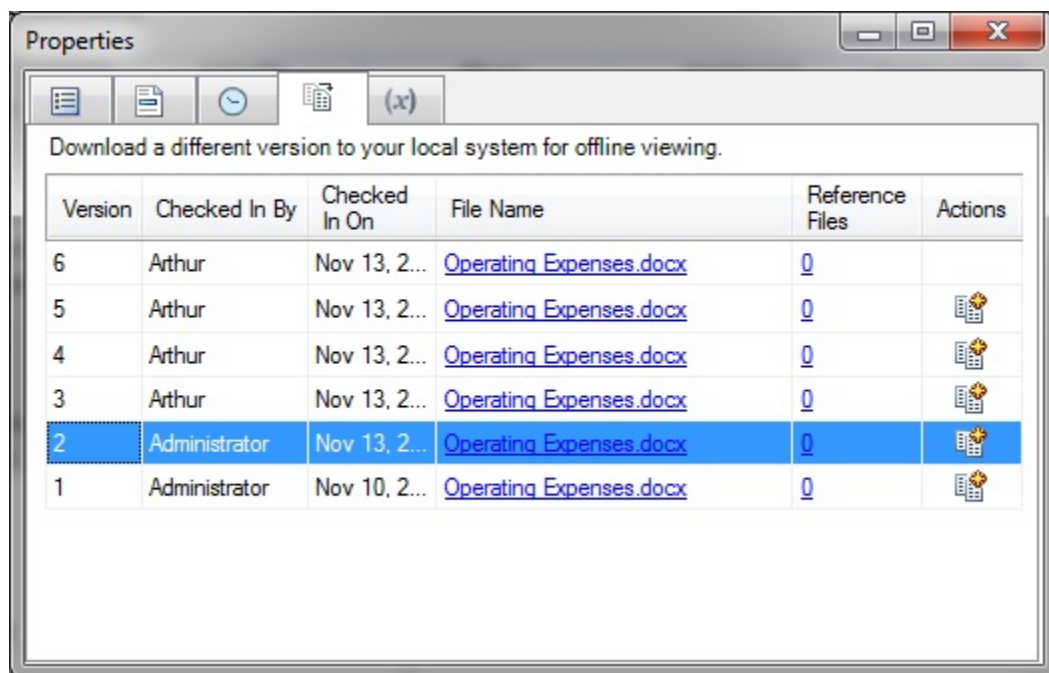 Properties
(x)
Download a different version to your local system for offline viewing.
Version Checked In By Checked In On File Name Reference Files Actions
6 Arthur Nov 13, 2... Operating Expenses.docx 0
5 Arthur Nov 13, 2... Operating Expenses.docx 0
4 Arthur Nov 13, 2... Operating Expenses.docx 0
3 Arthur Nov 13, 2... Operating Expenses.docx 0
2 Administrator Nov 13, 2... Operating Expenses.docx 0
1 Administrator Nov 10, 2... Operating Expenses.docx 0